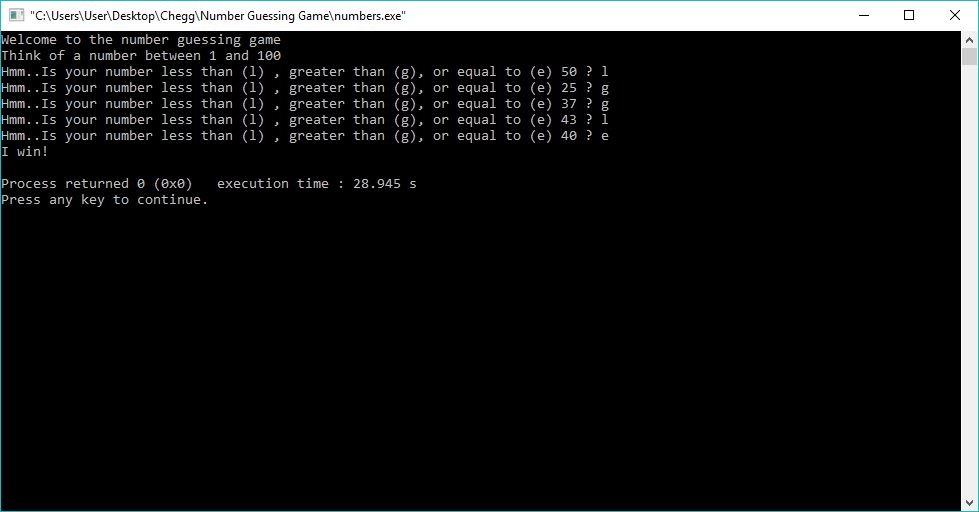 "C:\Users\User\Desktop\Chegg\Number Guessing Game\numbers.exe"
Welcome to the number guessing game
Think of a number between 1 and 100
Hmm..Is your number less than (l) , greater than (g), or equal to (e) 50 ? l
Hmm..Is your number less than (l) , greater than (g), or equal to (e) 25 ? g
Hmm..Is your number less than (l) , greater than (g), or equal to (e) 37 ? g
Hmm..Is your number less than (l) , greater than (g), or equal to (e) 43 ? l
Hmm..Is your number less than (l) , greater than (g), or equal to (e) 40 ? e
I win!
Process returned 0 (0x0)   execution time : 28.945 s
Press any key to continue.